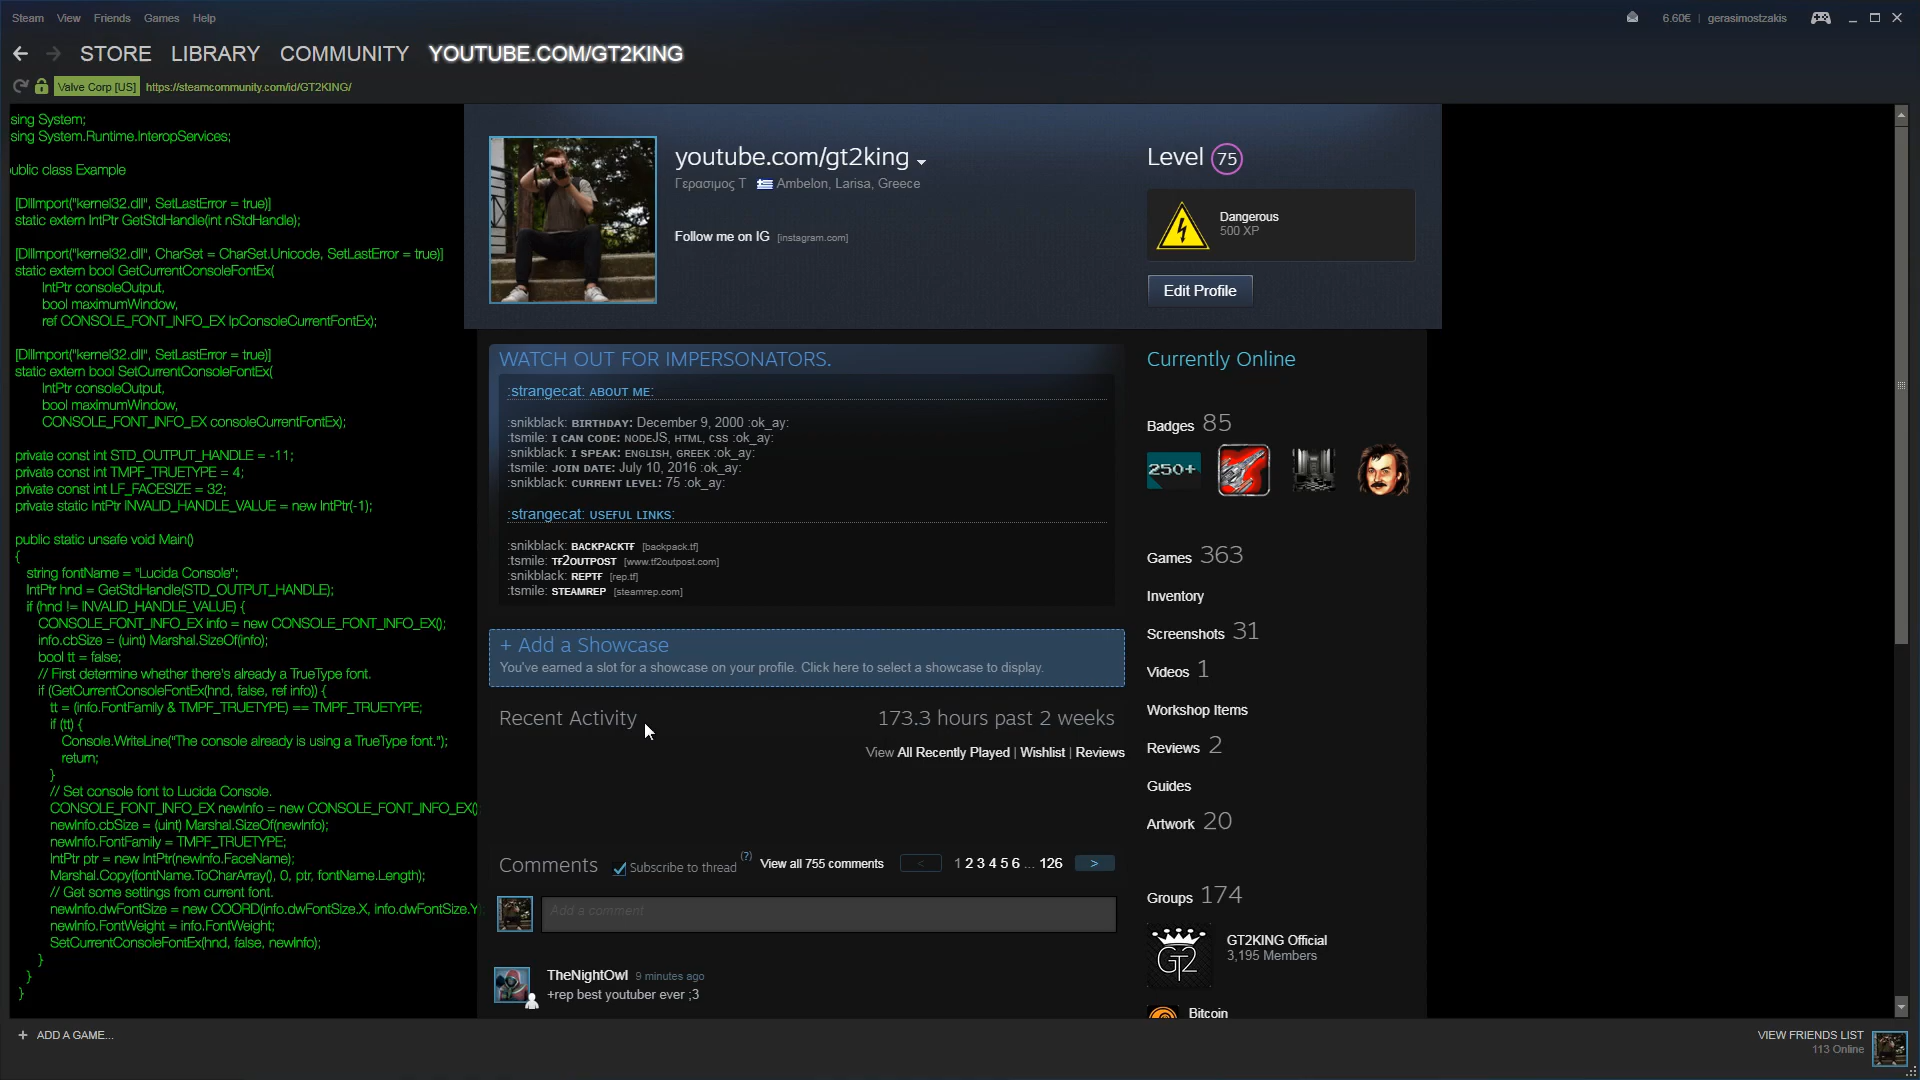 Steam View Friends Games Help
6.60€ | gerasimostzakis
STORE LIBRARY COMMUNITY YOUTUBE.COM/GT2KING
Valve Corp [US] https://steamcommunity.com/id/GT2KING/
sing System;
sing System.Runtime.InteropServices;
ublic class Example
[DllImport("kernel32.dll", SetLastError = true)]
static extern IntPtr GetStdHandle(int nStdHandle);
[DllImport("kernel32.dll", CharSet = CharSet.Unicode, SetLastError = true)]
static extern bool GetCurrentConsoleFontEx(
IntPtr consoleOutput,
bool maximumWindow,
ref CONSOLE_FONT_INFO_EX lpConsoleCurrentFontEx);
[DllImport("kernel32.dll", SetLastError = true)]
static extern bool SetCurrentConsoleFontEx(
IntPtr consoleOutput,
bool maximumWindow,
CONSOLE_FONT_INFO_EX consoleCurrentFontEx);
private const int STD_OUTPUT_HANDLE = -11;
private const int TMPF_TRUETYPE = 4;
private const int LF_FACESIZE = 32;
private static IntPtr INVALID_HANDLE_VALUE = new IntPtr(-1);
public static unsafe void Main()
{
string fontName = "Lucida Console";
IntPtr hnd = GetStdHandle(STD_OUTPUT_HANDLE);
if (hnd != INVALID_HANDLE_VALUE) {
CONSOLE_FONT_INFO_EX info = new CONSOLE_FONT_INFO_EX();
info.cbSize = (uint) Marshal.SizeOf(info);
bool tt = false;
// First determine whether there's already a TrueType font.
if (GetCurrentConsoleFontEx(hnd, false, ref info)) {
tt = (info.FontFamily & TMPF_TRUETYPE) == TMPF_TRUETYPE;
if (tt) {
Console.WriteLine("The console already is using a TrueType font.");
return;
}
// Set console font to Lucida Console.
CONSOLE_FONT_INFO_EX newInfo = new CONSOLE_FONT_INFO_EX()
newInfo.cbSize = (uint) Marshal.SizeOf(newInfo);
newInfo.FontFamily = TMPF_TRUETYPE;
IntPtr ptr = new IntPtr(newInfo.FaceName);
Marshal.Copy(fontName.ToCharArray(), 0, ptr, fontName.Length);
// Get some settings from current font.
newInfo.dwFontSize = new COORD(info.dwFontSize.X, info.dwFontSize.Y)
newInfo.FontWeight = info.FontWeight;
SetCurrentConsoleFontEx(hnd, false, newInfo);
}
}
}
youtube.com/gt2king
Γερασιμος Τ Ambelon, Larisa, Greece
Follow me on IG [instagram.com]
Level 75
Dangerous
500 XP
Edit Profile
WATCH OUT FOR IMPERSONATORS.
:strangecat: ABOUT ME:
:snikblack: BIRTHDAY: December 9, 2000 :ok_ay:
:tsmile: I CAN CODE: NODEJS, HTML, CSS :ok_ay:
:snikblack: I SPEAK: ENGLISH, GREEK :ok_ay:
:tsmile: JOIN DATE: July 10, 2016 :ok_ay:
:snikblack: CURRENT LEVEL: 75 :ok_ay:
:strangecat: USEFUL LINKS:
:snikblack: BACKPACKTF [backpack.tf]
:tsmile: TF2OUTPOST [www.tf2outpost.com]
:snikblack: REPTF [rep.tf]
:tsmile: STEAMREP [steamrep.com]
+ Add a Showcase
You've earned a slot for a showcase on your profile. Click here to select a showcase to display.
Recent Activity 173.3 hours past 2 weeks
View All Recently Played | Wishlist | Reviews
Comments Subscribe to thread (?) View all 755 comments < 1 2 3 4 5 6 ... 126 >
Add a comment
TheNightOwl 9 minutes ago
+rep best youtuber ever ;3
Currently Online
Badges 85
250+
Games 363
Inventory
Screenshots 31
Videos 1
Workshop Items
Reviews 2
Guides
Artwork 20
Groups 174
GT2
GT2KING Official
3,195 Members
Bitcoin
+ ADD A GAME...
VIEW FRIENDS LIST
113 Online